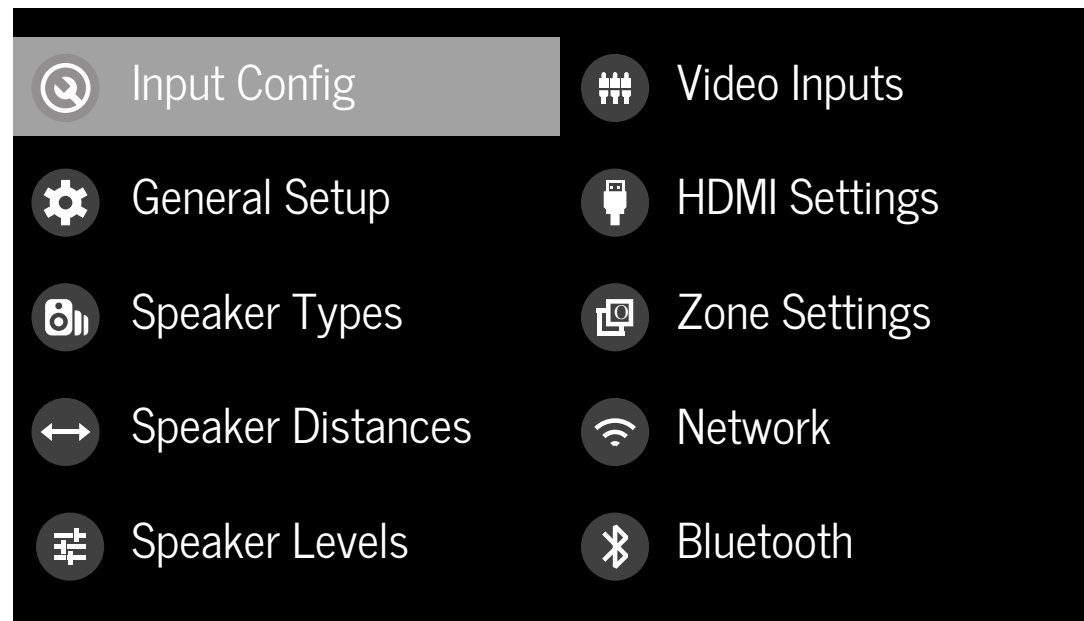 Input Config
General Setup
Speaker Types
Speaker Distances
Speaker Levels
Video Inputs
HDMI Settings
O
Zone Settings
Network
Bluetooth